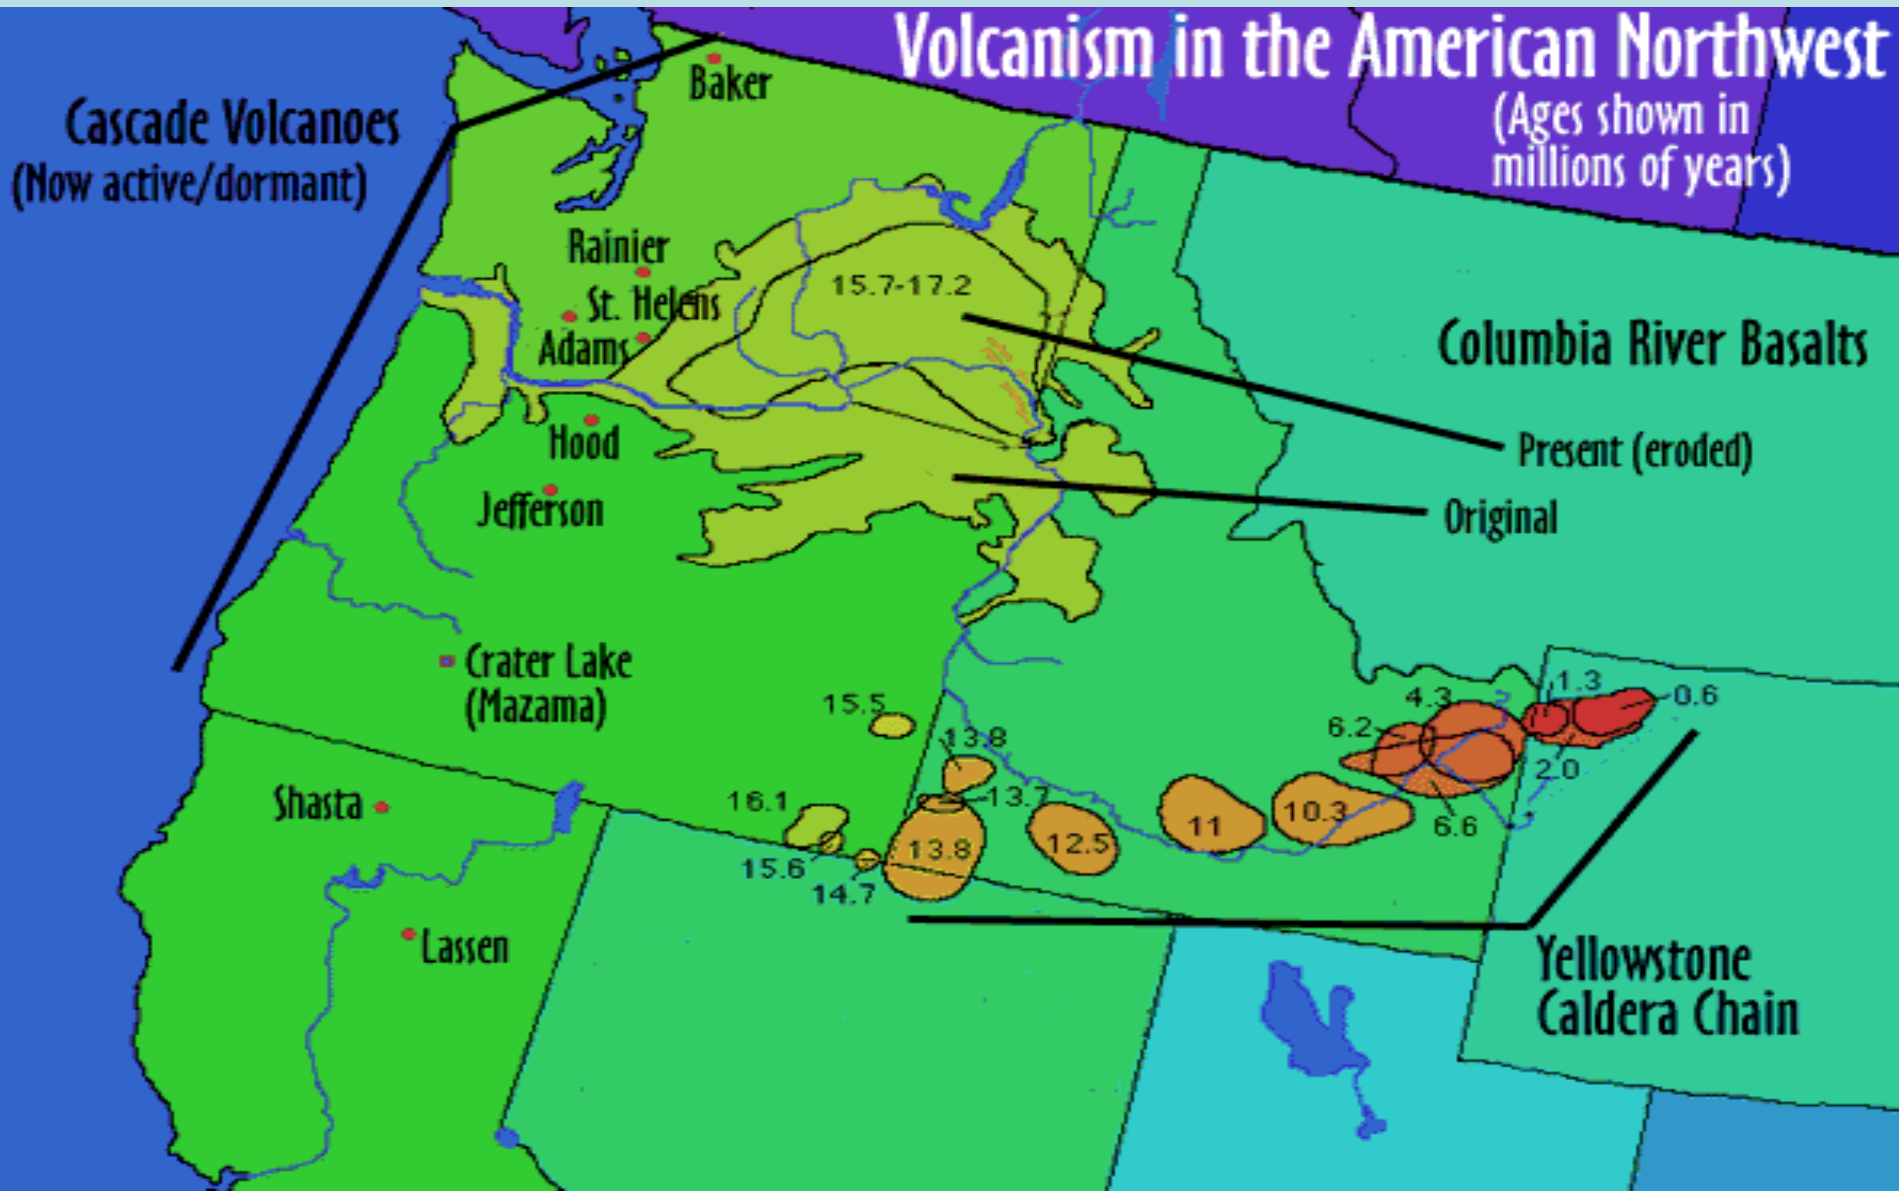 Volcanism in the American Northwest
(Ages shown in
millions of years)
Cascade Volcanoes
(Now active/dormant)
Baker
Rainier
St. Helens
Adams
Hood
Jefferson
Crater Lake
(Mazama)
Shasta
Lassen
15.7-17.2
Columbia River Basalts
Present (eroded)
Original
15.5
13.8
16.1
13.7
15.6
14.7
13.8
12.5
11
10.3
6.2
4.3
6.6
1.3
0.6
2.0
Yellowstone
Caldera Chain